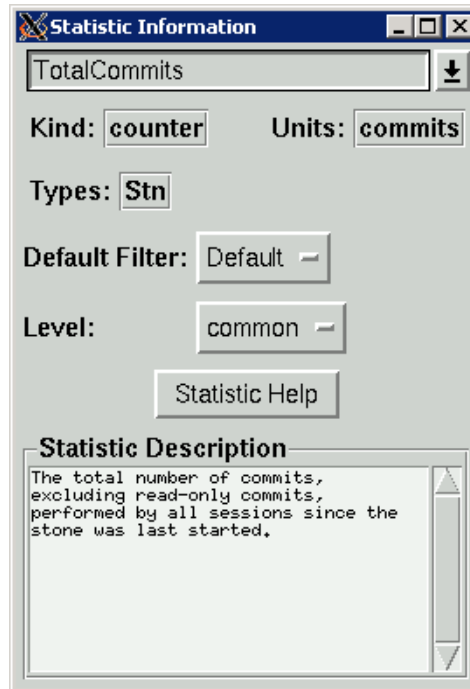 Statistic Information
TotalCommits
Kind: counter Units: commits
Types: Stn
Default Filter: Default
Level: common
Statistic Help
Statistic Description
The total number of commits,
excluding read-only commits,
performed by all sessions since the
stone was last started.